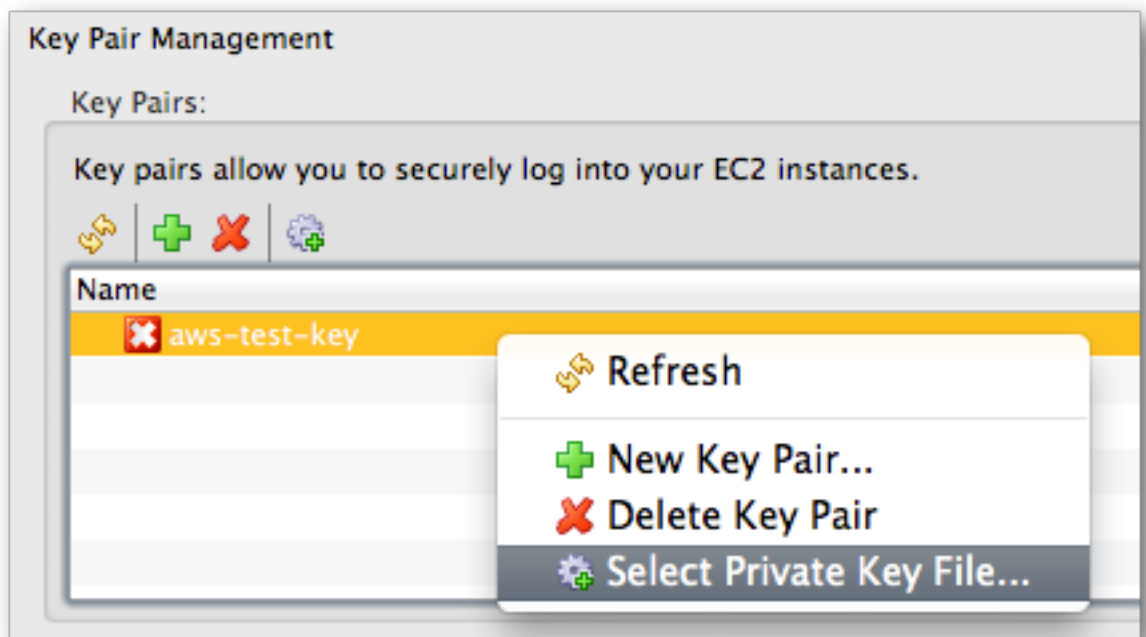 Key Pair Management
Key Pairs:
Key pairs allow you to securely log into your EC2 instances.
Name
aws-test-key
Refresh
New Key Pair...
Delete Key Pair
Select Private Key File...